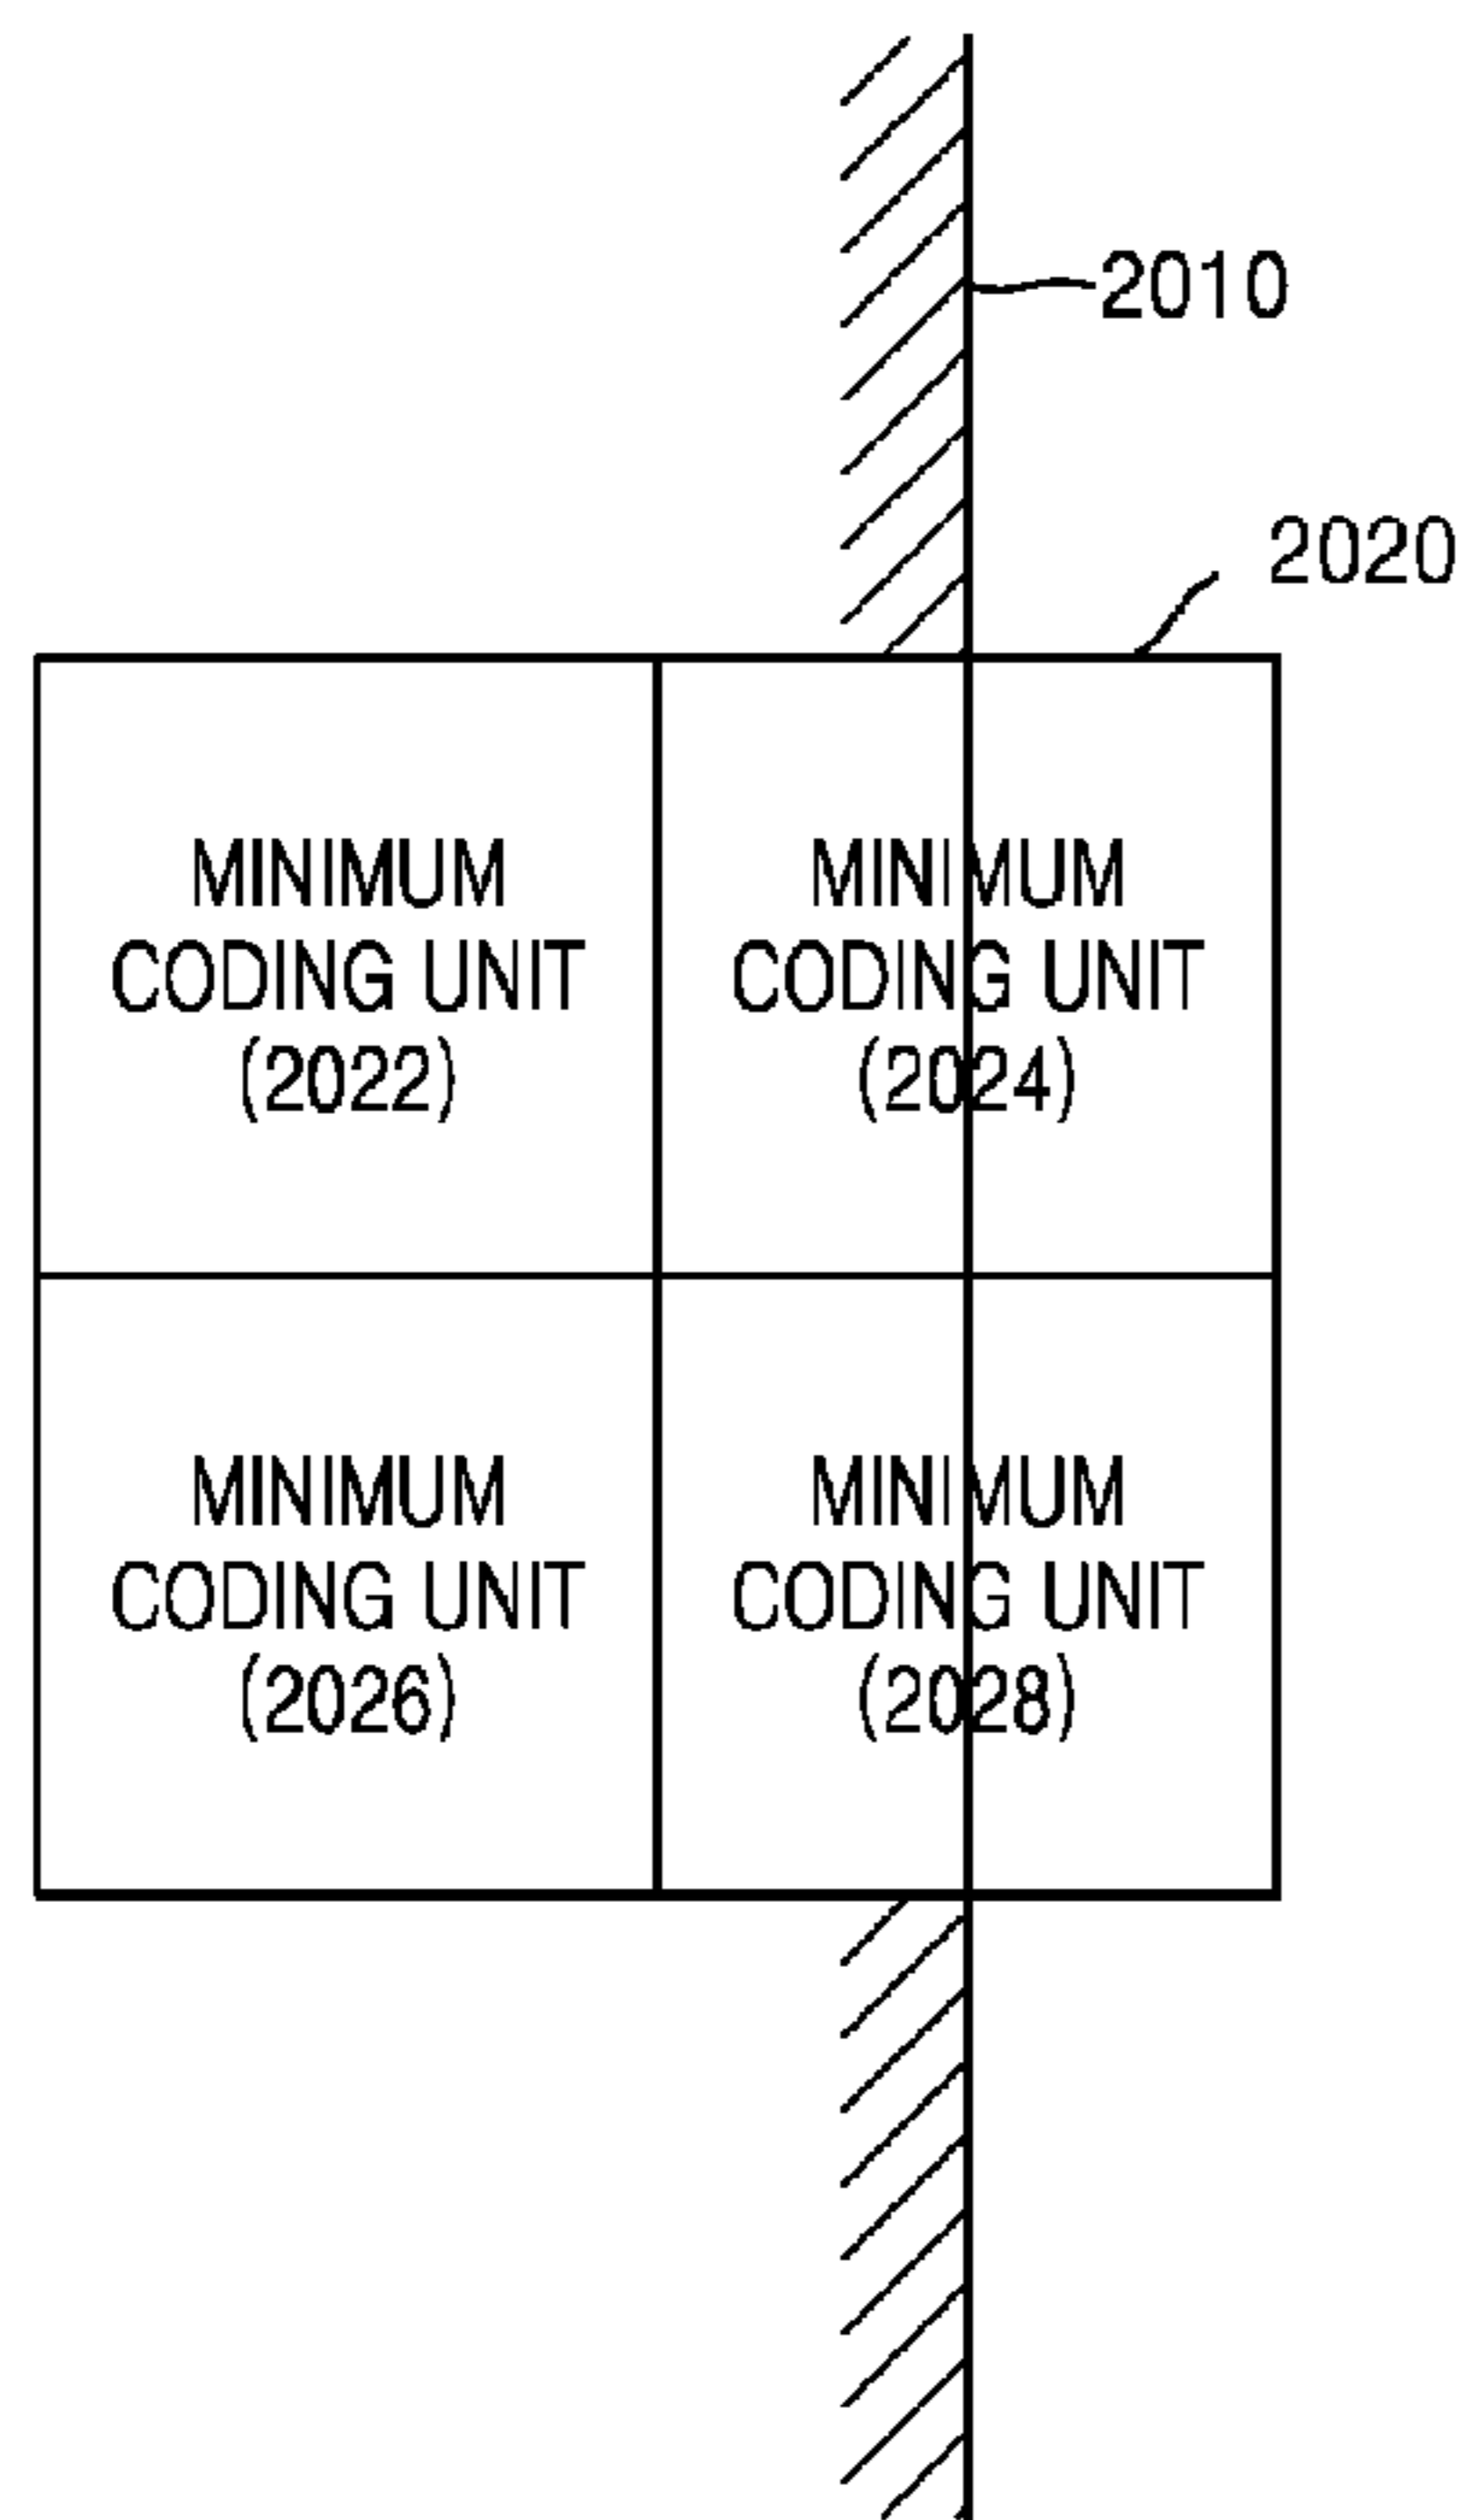 2010
2020
MINIMUM
CODING UNIT
(2022)
MINIMUM
CODING UNIT
(2024)
MINIMUM
CODING UNIT
(2026)
MINIMUM
CODING UNIT
(2028)